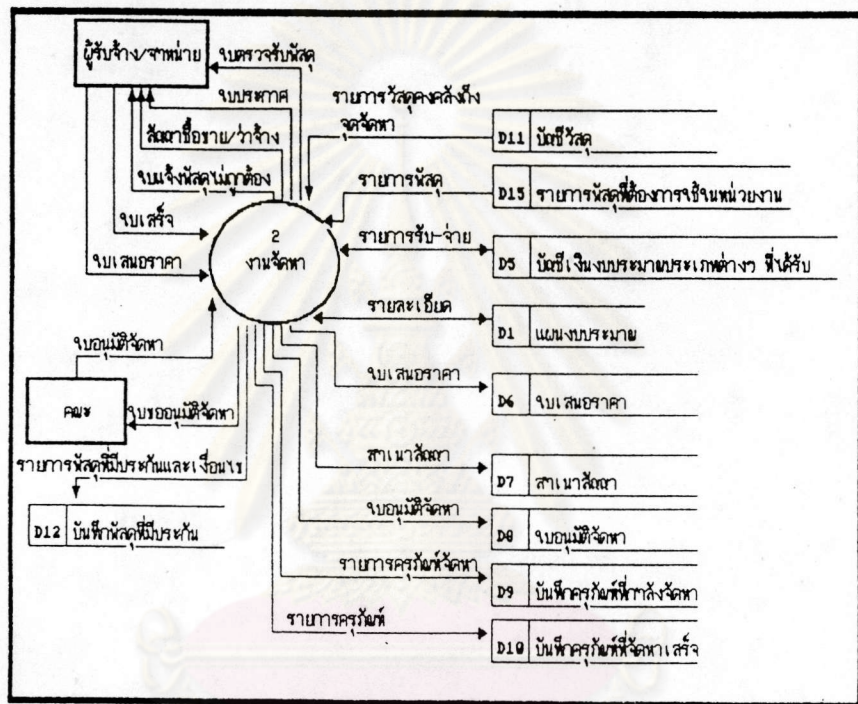 ผู้รับจ้าง/จำหน่าย
ใบตรวจรับพัสดุ
ใบประกาศ
สัญญาซื้อขาย/ว่าจ้าง
ใบแจ้งพัสดุไม่ถูกต้อง
ใบเสร็จ
ใบเสนอราคา
รายการวัสดุคงคลังถึง
จุดจัดหา
D11 บัญชีวัสดุ
รายการพัสดุ
D15 รายการพัสดุที่ต้องการใช้ในหน่วยงาน
2
งานจัดหา
รายการรับ-จ่าย
D5 บัญชีเงินงบประมาณประเภทต่างๆ ที่ได้รับ
รายละเอียด
D1 แผนงบประมาณ
ใบอนุมัติจัดหา
ใบเสนอราคา
D6 ใบเสนอราคา
คณะ
ใบขออนุมัติจัดหา
รายการพัสดุที่มีประกันและเงื่อนไข
D12 บันทึกพัสดุที่มีประกัน
สำเนาสัญญา
D7 สำเนาสัญญา
ใบอนุมัติจัดหา
D8 ใบอนุมัติจัดหา
รายการครุภัณฑ์จัดหา
D9 บันทึกครุภัณฑ์ที่กำลังจัดหา
รายการครุภัณฑ์
D10 บันทึกครุภัณฑ์ที่จัดหาเสร็จ